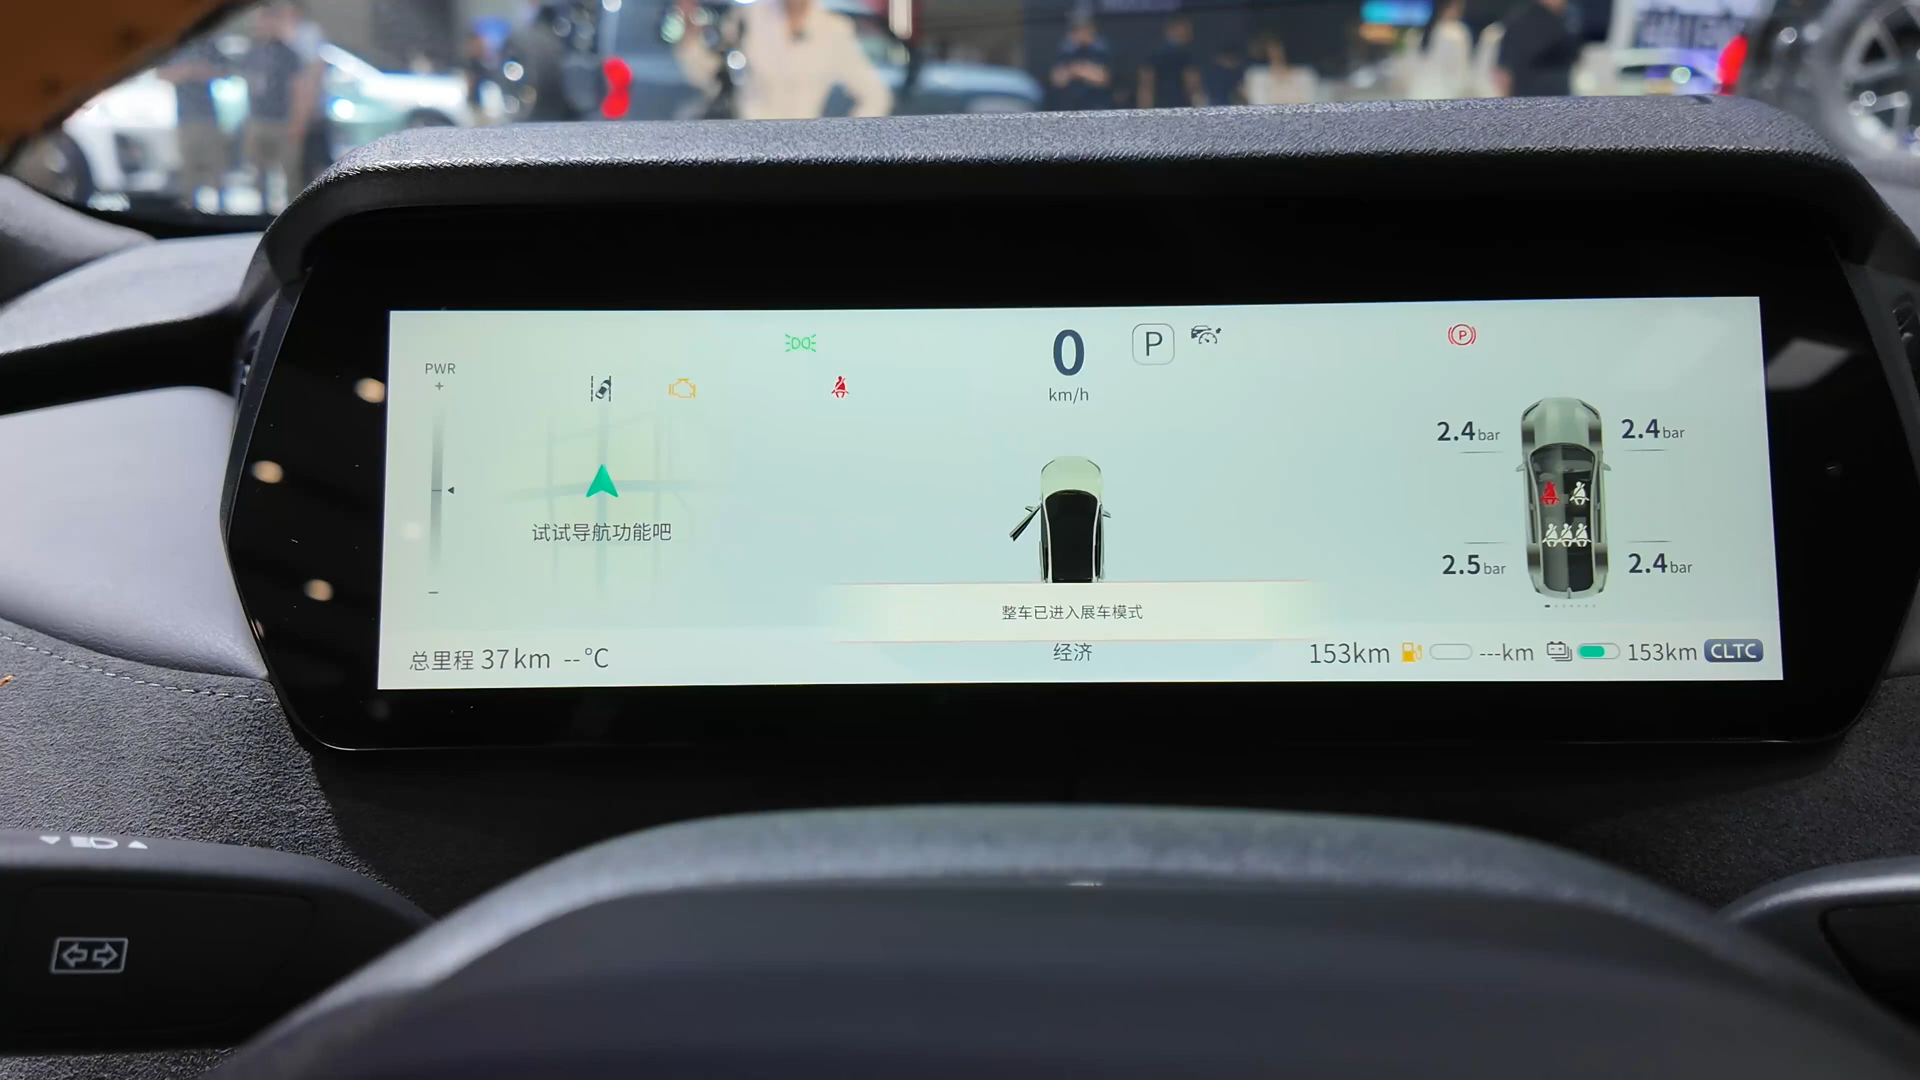 0
P
km/h
PWR
+
2.4bar
2.4bar
试试导航功能吧
2.5bar
2.4bar
−
整车已进入展车模式
经济
总里程 37km --°C
153km ---km 153km CLTC